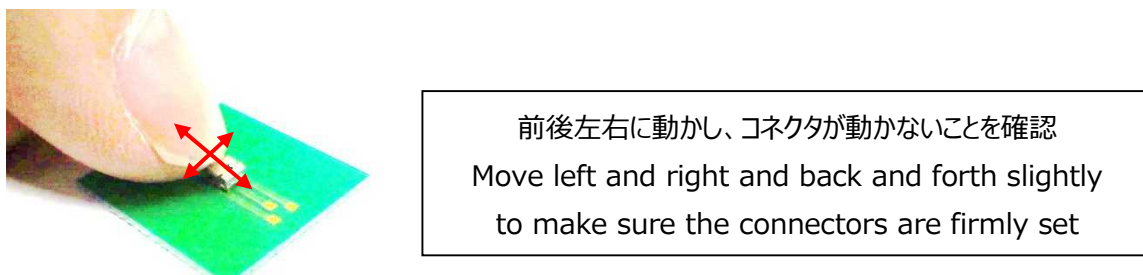 前後左右に動かし、コネクタが動かないことを確認
Move left and right and back and forth slightly
to make sure the connectors are firmly set